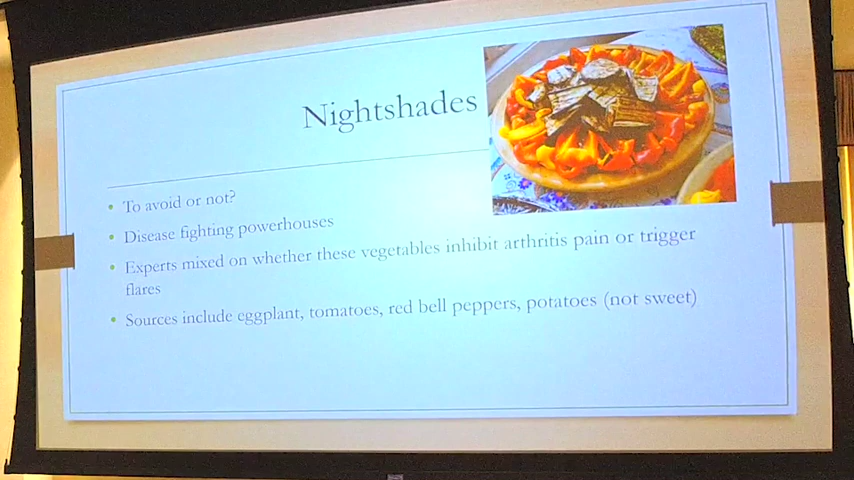 Nightshades
• To avoid or not?
• Disease fighting powerhouses
• Experts mixed on whether these vegetables inhibit arthritis pain or trigger
flares
• Sources include eggplant, tomatoes, red bell peppers, potatoes (not sweet)